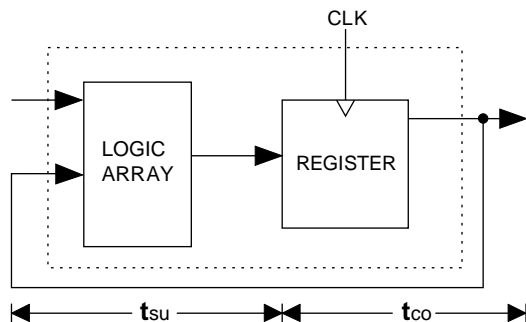 CLK
LOGIC
ARRAY
REGISTER
tsu
tco